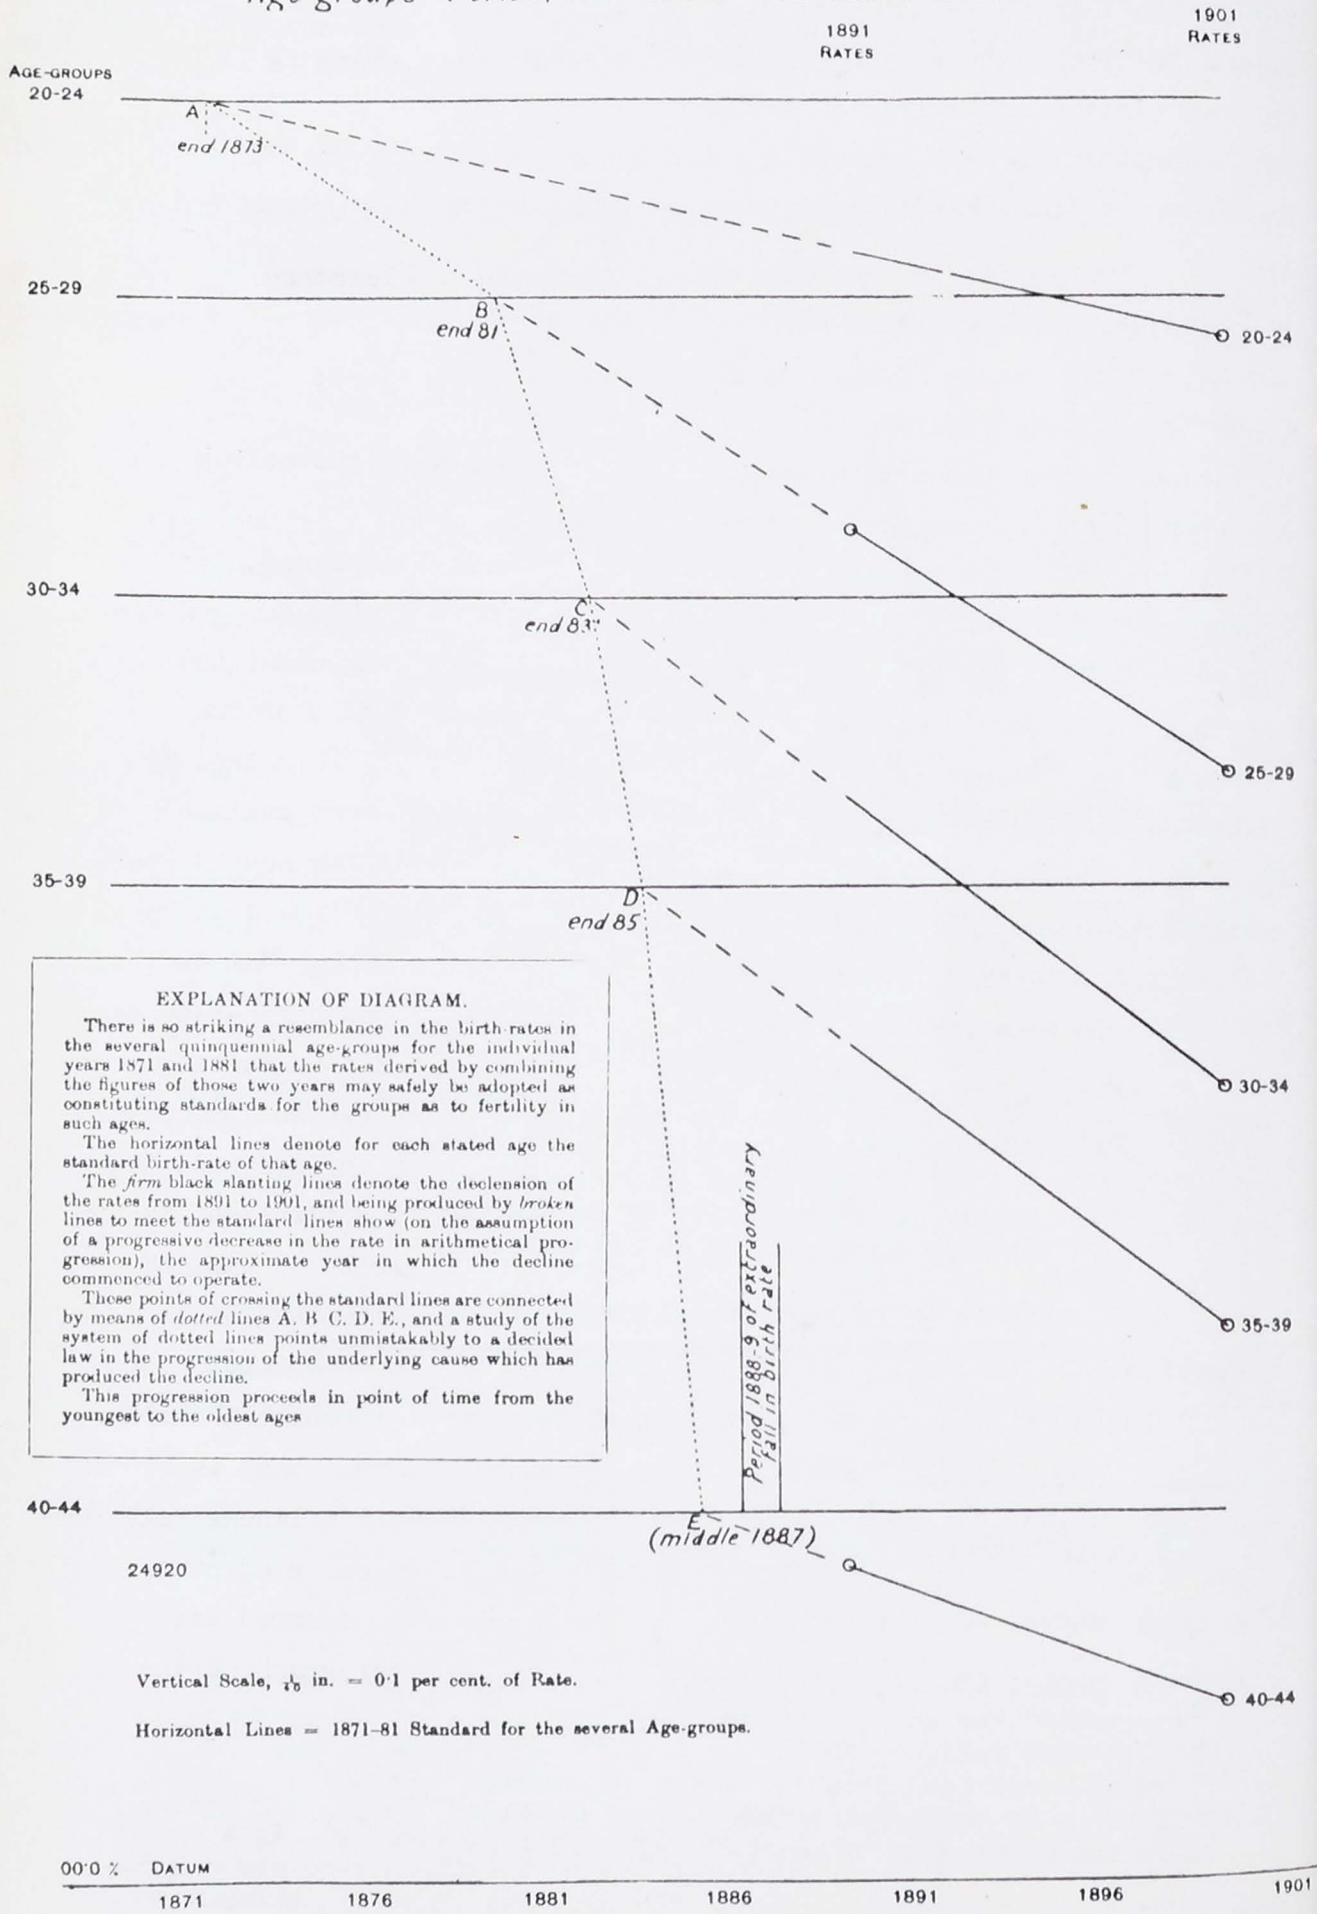 Age-groups
1891
RATES
1901
RATES
AGE-GROUPS
20-24
A
end 1873
25-29
B
end 81
20-24
30-34
C
end 83
25-29
35-39
D
end 85
30-34
EXPLANATION OF DIAGRAM.
There is so striking a resemblance in the birth-rates in
the several quinquennial age-groups for the individual
years 1871 and 1881 that the rates derived by combining
the figures of those two years may safely be adopted as
constituting standards for the groups as to fertility in
such ages.
The horizontal lines denote for each stated age the
standard birth-rate of that age.
The firm black slanting lines denote the declension of
the rates from 1891 to 1901, and being produced by broken
lines to meet the standard lines show (on the assumption
of a progressive decrease in the rate in arithmetical pro-
gression), the approximate year in which the decline
commenced to operate.
These points of crossing the standard lines are connected
by means of dotted lines A. B C. D. E., and a study of the
system of dotted lines points unmistakably to a decided
law in the progression of the underlying cause which has
produced the decline.
This progression proceeds in point of time from the
youngest to the oldest ages
Period 1888-9 of extraordinary
fall in birth rate
35-39
40-44
E
(middle 1887)
24920
40-44
Vertical Scale, 1/10 in. = 0·1 per cent. of Rate.
Horizontal Lines = 1871-81 Standard for the several Age-groups.
00·0 % DATUM
1871 1876 1881 1886 1891 1896 1901